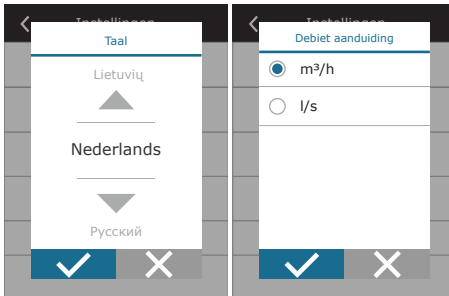 Instellingen
Taal
Lietuvių
Nederlands
Русский
Instellingen
Debiet aanduiding
m³/h
l/s